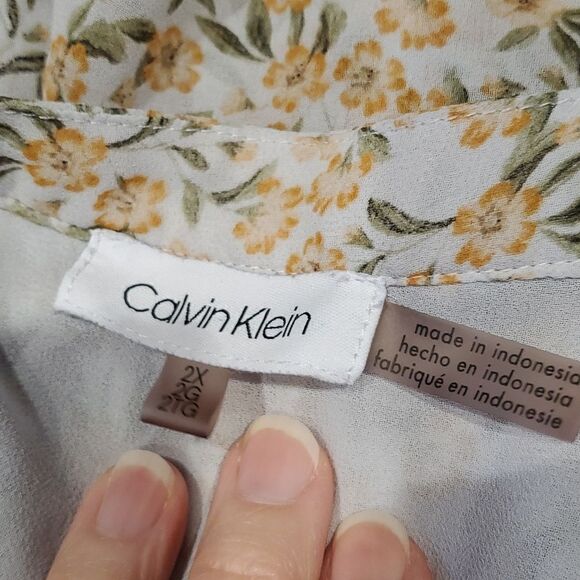 Calvin Klein
2X
2G
2TG
made in indonesia
hecho en indonesia
fabriqué en indonesie